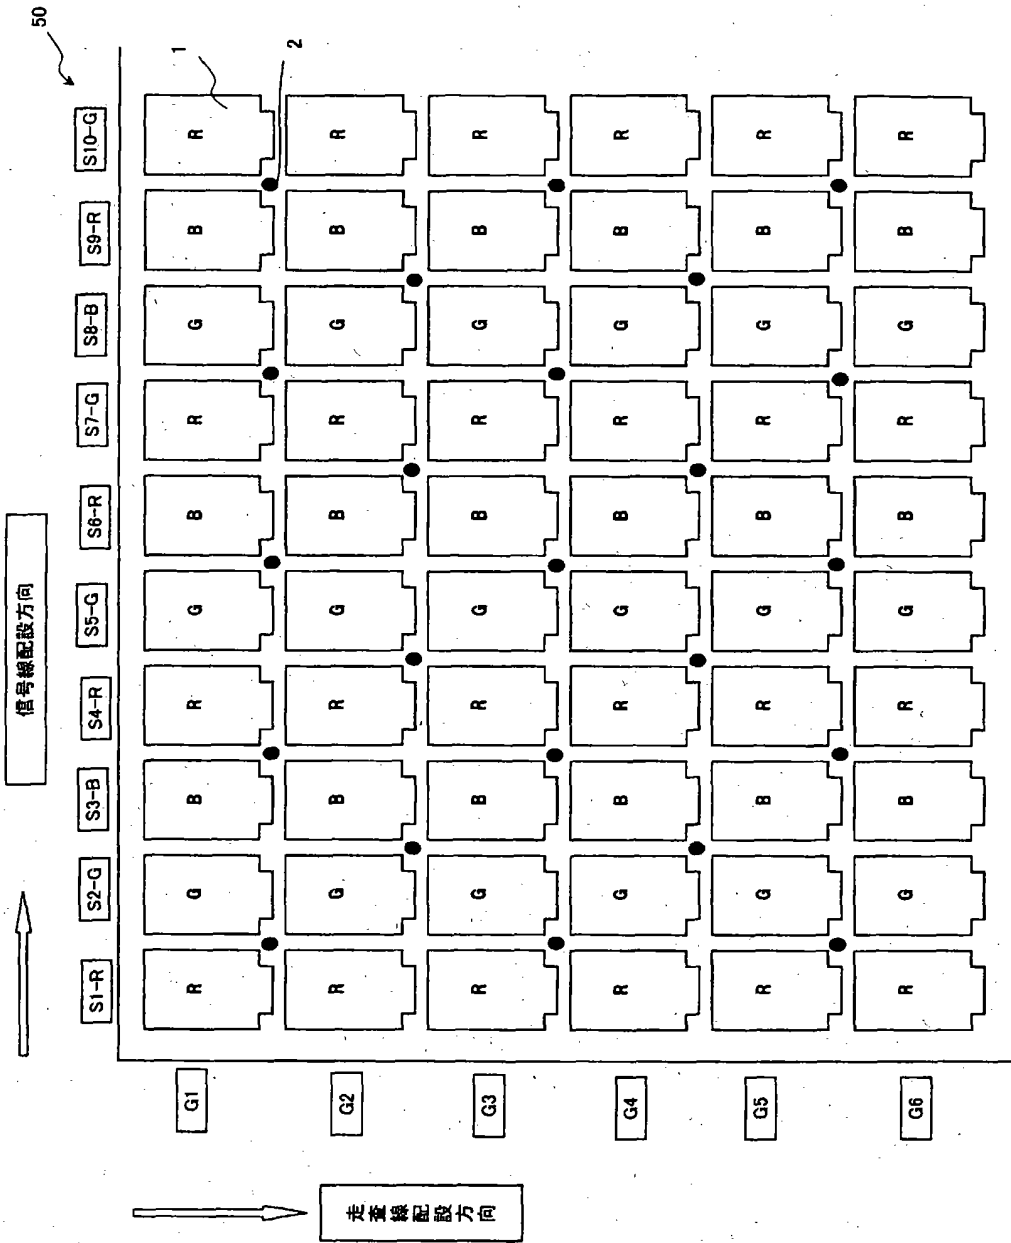 信号線配設方向
50
S1-R S2-G S3-B S4-R S5-G S6-R S7-G S8-B S9-R S10-G
G1 R G B R G B R G B R 1
2
G2 R G B R G B R G B R
G3 R G B R G B R G B R
G4 R G B R G B R G B R
G5 R G B R G B R G B R
G6 R G B R G B R G B R
走査線配設方向